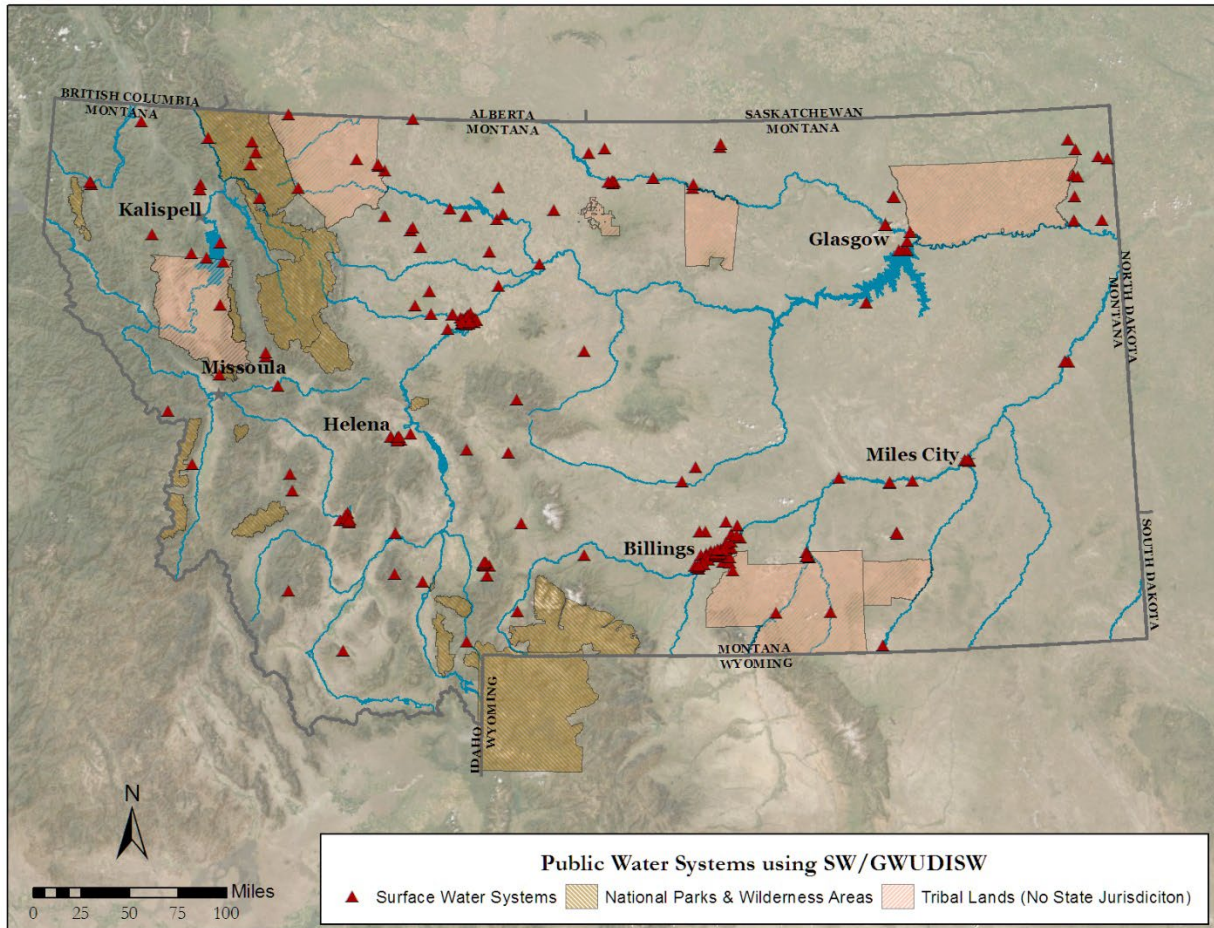 BRITISH COLUMBIA
MONTANA
ALBERTA
MONTANA
SASKATCHEWAN
MONTANA
Kalispell
Glasgow
NORTH DAKOTA
MONTANA
Missoula
Helena
Miles City
Billings
SOUTH DAKOTA
MONTANA
WYOMING
IDAHO
WYOMING
N
Miles
0 25 50 75 100
Public Water Systems using SW/GWUDISW
Surface Water Systems National Parks & Wilderness Areas Tribal Lands (No State Jurisdiciton)